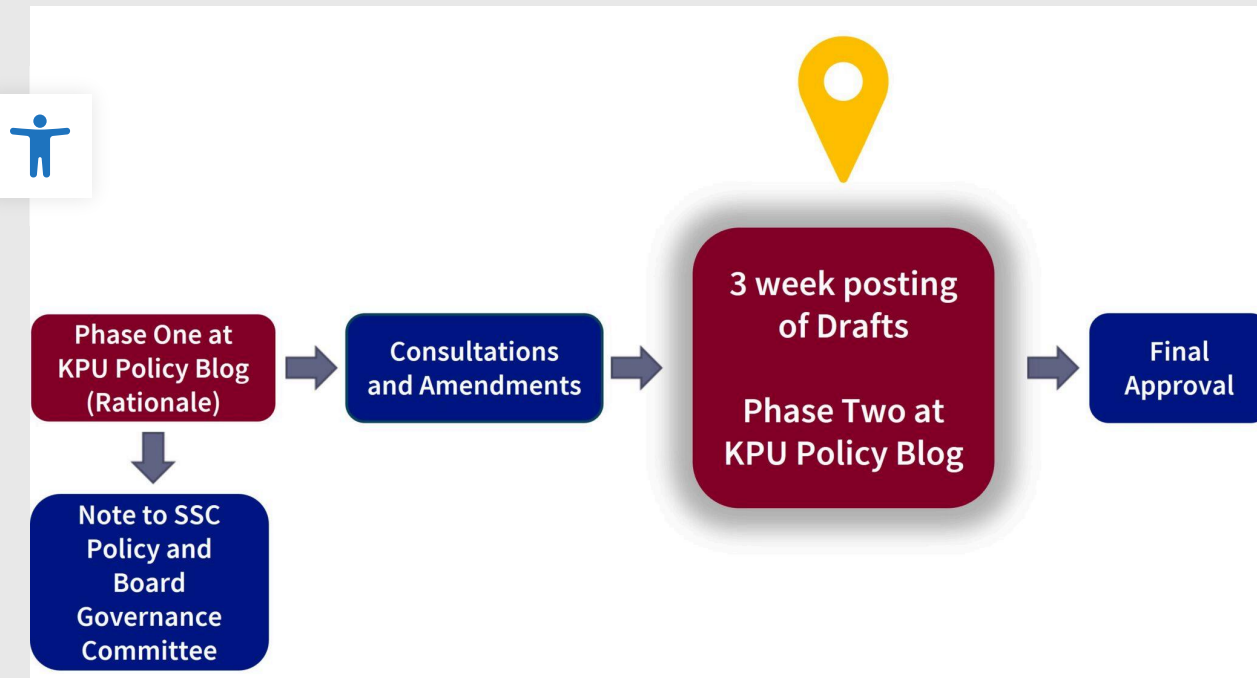 Phase One at
KPU Policy Blog
(Rationale)
Note to SSC
Policy and
Board
Governance
Committee
Consultations
and Amendments
3 week posting
of Drafts
Phase Two at
KPU Policy Blog
Final
Approval